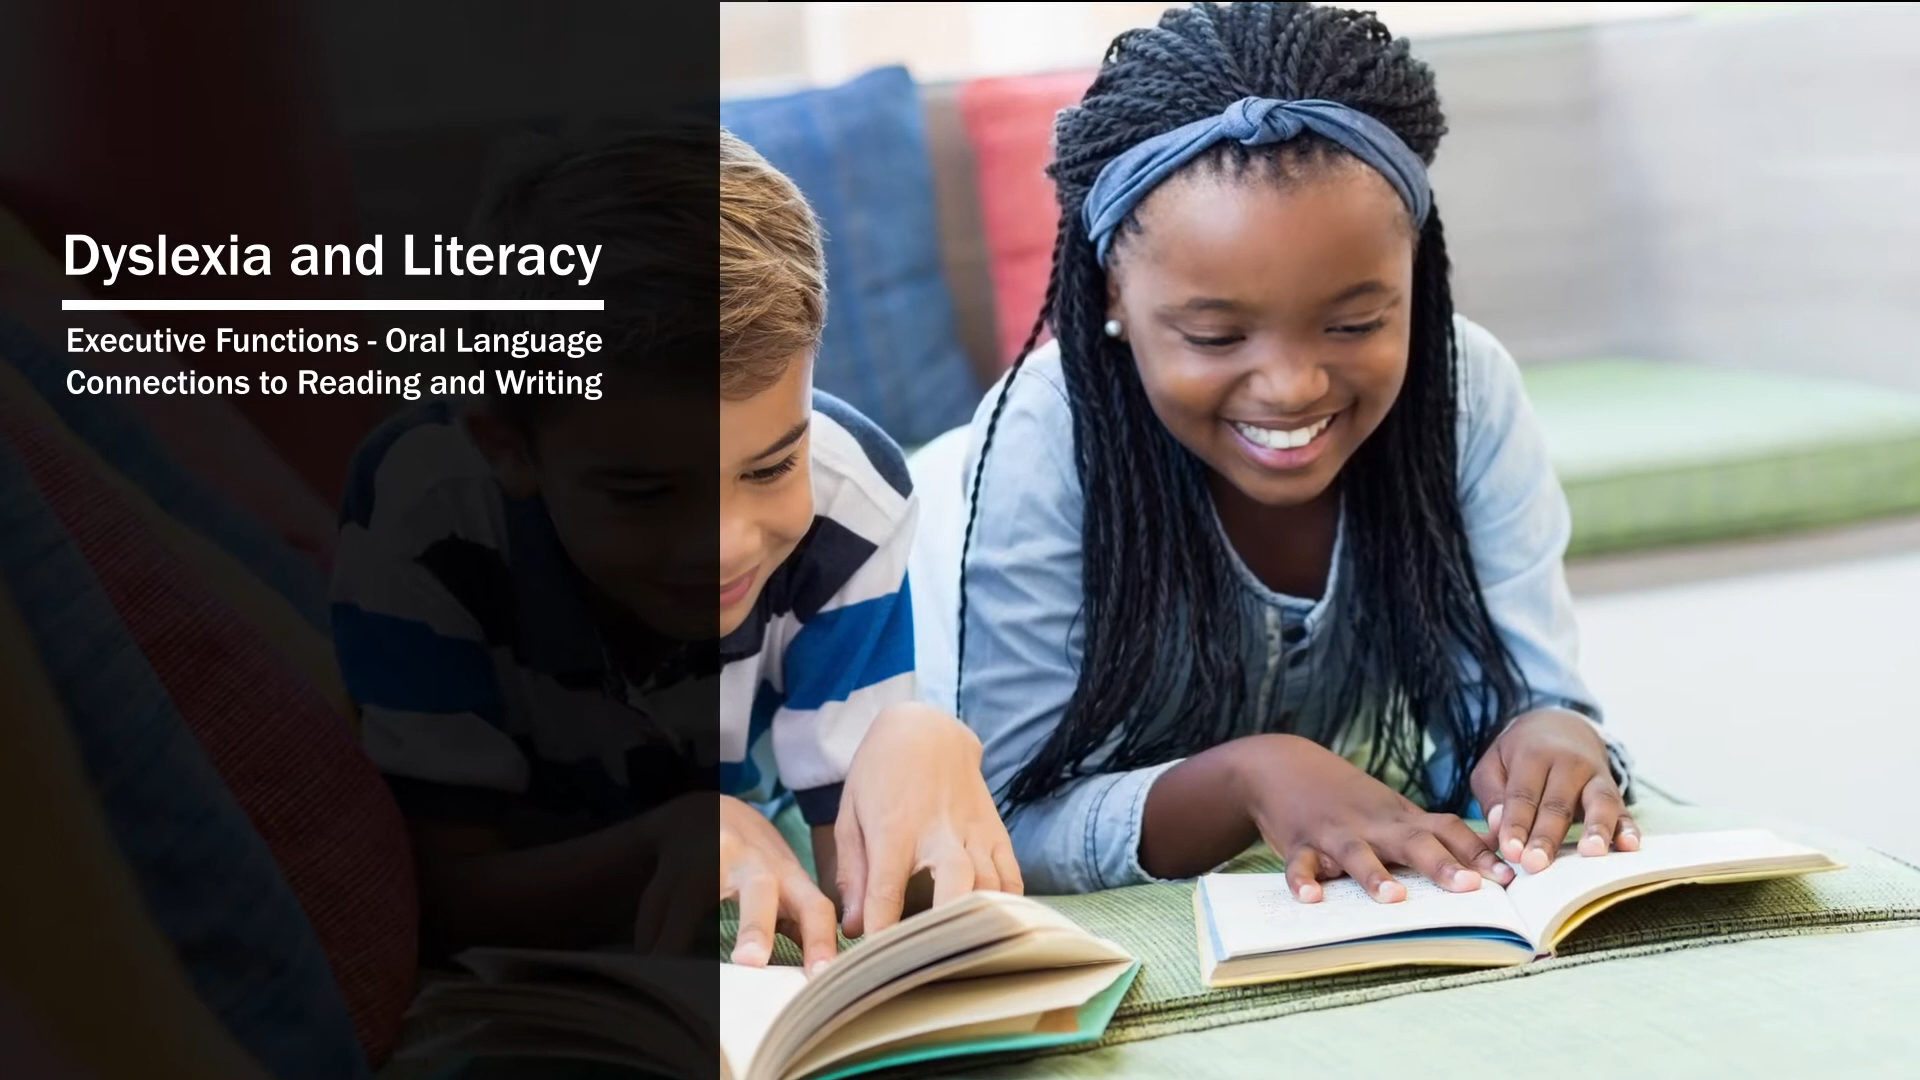 Dyslexia and Literacy
Executive Functions - Oral Language
Connections to Reading and Writing